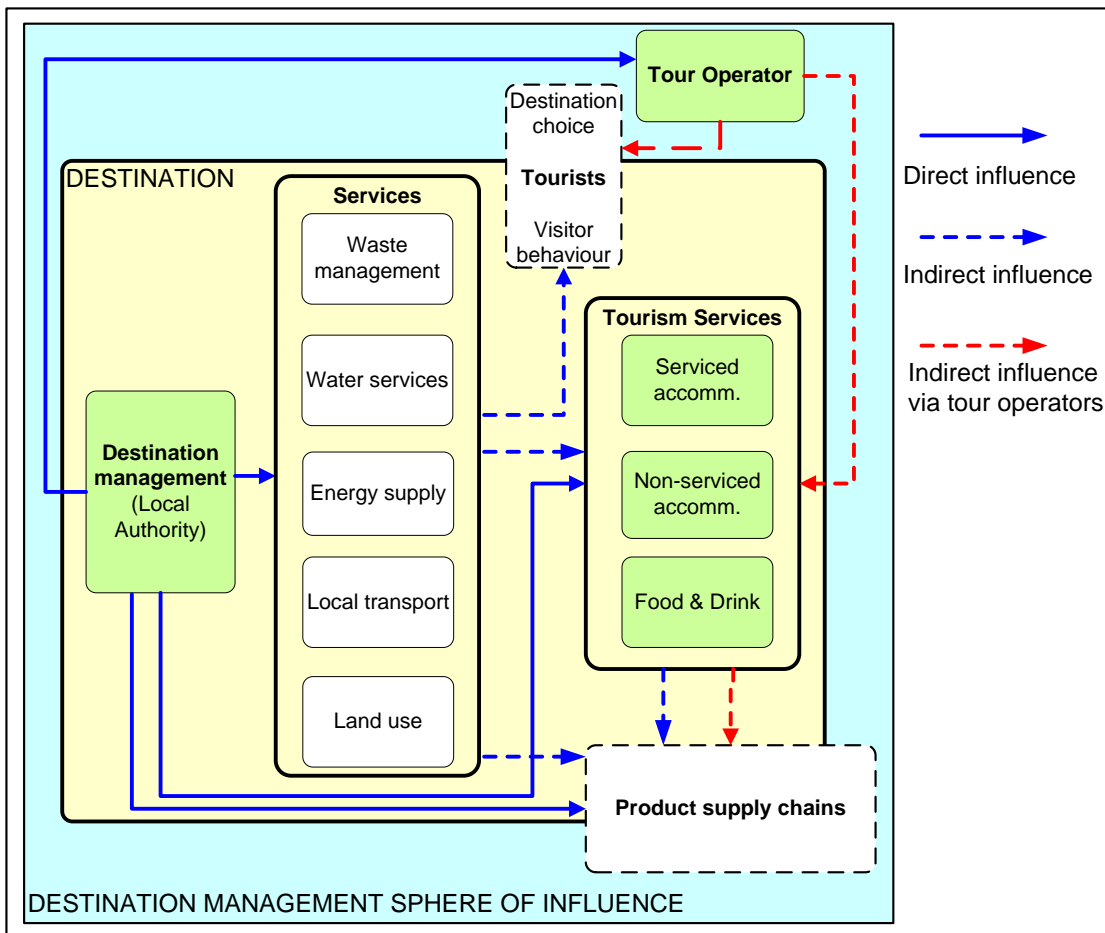 Tour Operator
Destination
choice
Tourists
Visitor
behaviour
DESTINATION
Services
Waste
management
Water services
Energy supply
Local transport
Land use
Destination
management
(Local
Authority)
Tourism Services
Serviced
accomm.
Non-serviced
accomm.
Food & Drink
Product supply chains
DESTINATION MANAGEMENT SPHERE OF INFLUENCE
Direct influence
Indirect influence
Indirect influence
via tour operators